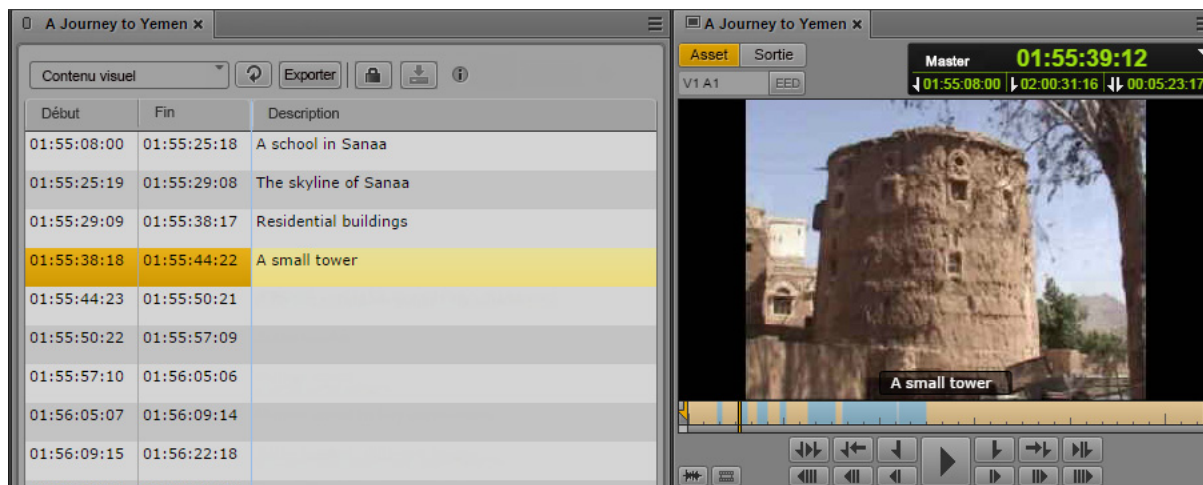 A Journey to Yemen ×
Contenu visuel
Exporter
Début Fin Description
01:55:08:00 01:55:25:18 A school in Sanaa
01:55:25:19 01:55:29:08 The skyline of Sanaa
01:55:29:09 01:55:38:17 Residential buildings
01:55:38:18 01:55:44:22 A small tower
01:55:44:23 01:55:50:21
01:55:50:22 01:55:57:09
01:55:57:10 01:56:05:06
01:56:05:07 01:56:09:14
01:56:09:15 01:56:22:18
A Journey to Yemen ×
Asset Sortie
Master 01:55:39:12
V1 A1 EED
01:55:08:00 02:00:31:16 00:05:23:17
A small tower